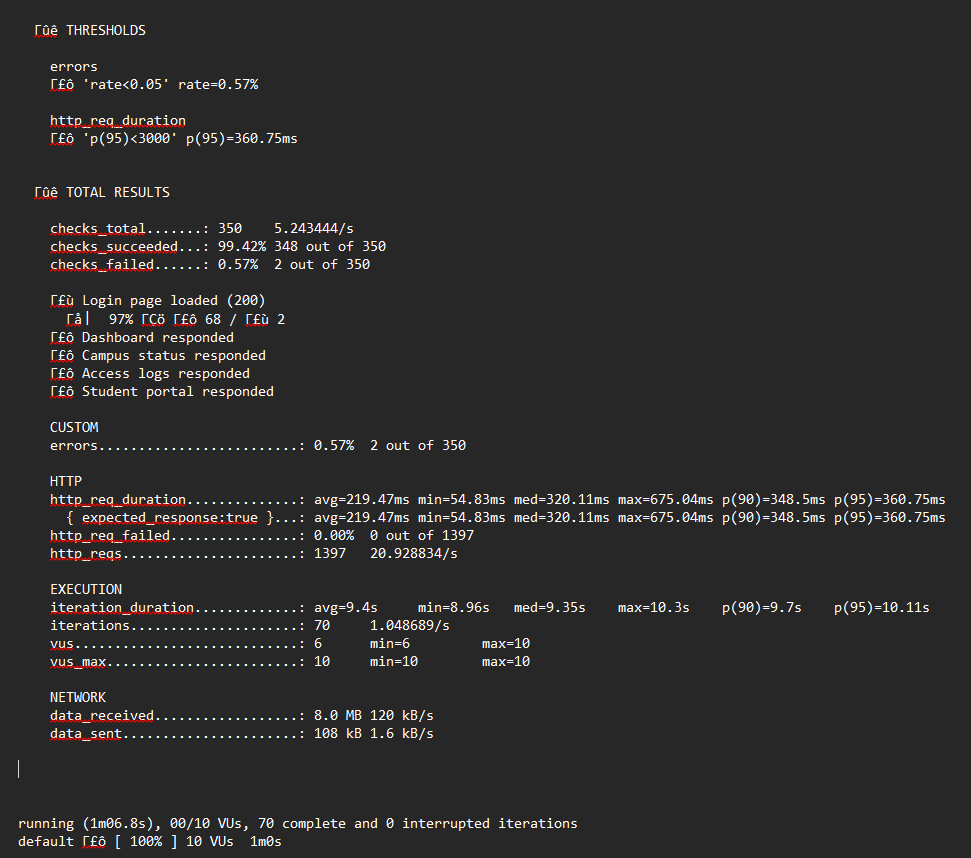 Γûê THRESHOLDS
errors
Γ£ô 'rate<0.05' rate=0.57%
http_req_duration
Γ£ô 'p(95)<3000' p(95)=360.75ms
Γûê TOTAL RESULTS
checks_total.......: 350 5.243444/s
checks_succeeded...: 99.42% 348 out of 350
checks_failed......: 0.57% 2 out of 350
Γ£ù Login page loaded (200)
Γå│ 97% ΓÇö Γ£ô 68 / Γ£ù 2
Γ£ô Dashboard responded
Γ£ô Campus status responded
Γ£ô Access logs responded
Γ£ô Student portal responded
CUSTOM
errors.........................: 0.57% 2 out of 350
HTTP
http_req_duration..............: avg=219.47ms min=54.83ms med=320.11ms max=675.04ms p(90)=348.5ms p(95)=360.75ms
{ expected_response:true }...: avg=219.47ms min=54.83ms med=320.11ms max=675.04ms p(90)=348.5ms p(95)=360.75ms
http_req_failed................: 0.00% 0 out of 1397
http_reqs......................: 1397 20.928834/s
EXECUTION
iteration_duration.............: avg=9.4s min=8.96s med=9.35s max=10.3s p(90)=9.7s p(95)=10.11s
iterations.....................: 70 1.048689/s
vus............................: 6 min=6 max=10
vus_max........................: 10 min=10 max=10
NETWORK
data_received..................: 8.0 MB 120 kB/s
data_sent......................: 108 kB 1.6 kB/s
running (1m06.8s), 00/10 VUs, 70 complete and 0 interrupted iterations
default Γ£ô [ 100% ] 10 VUs 1m0s